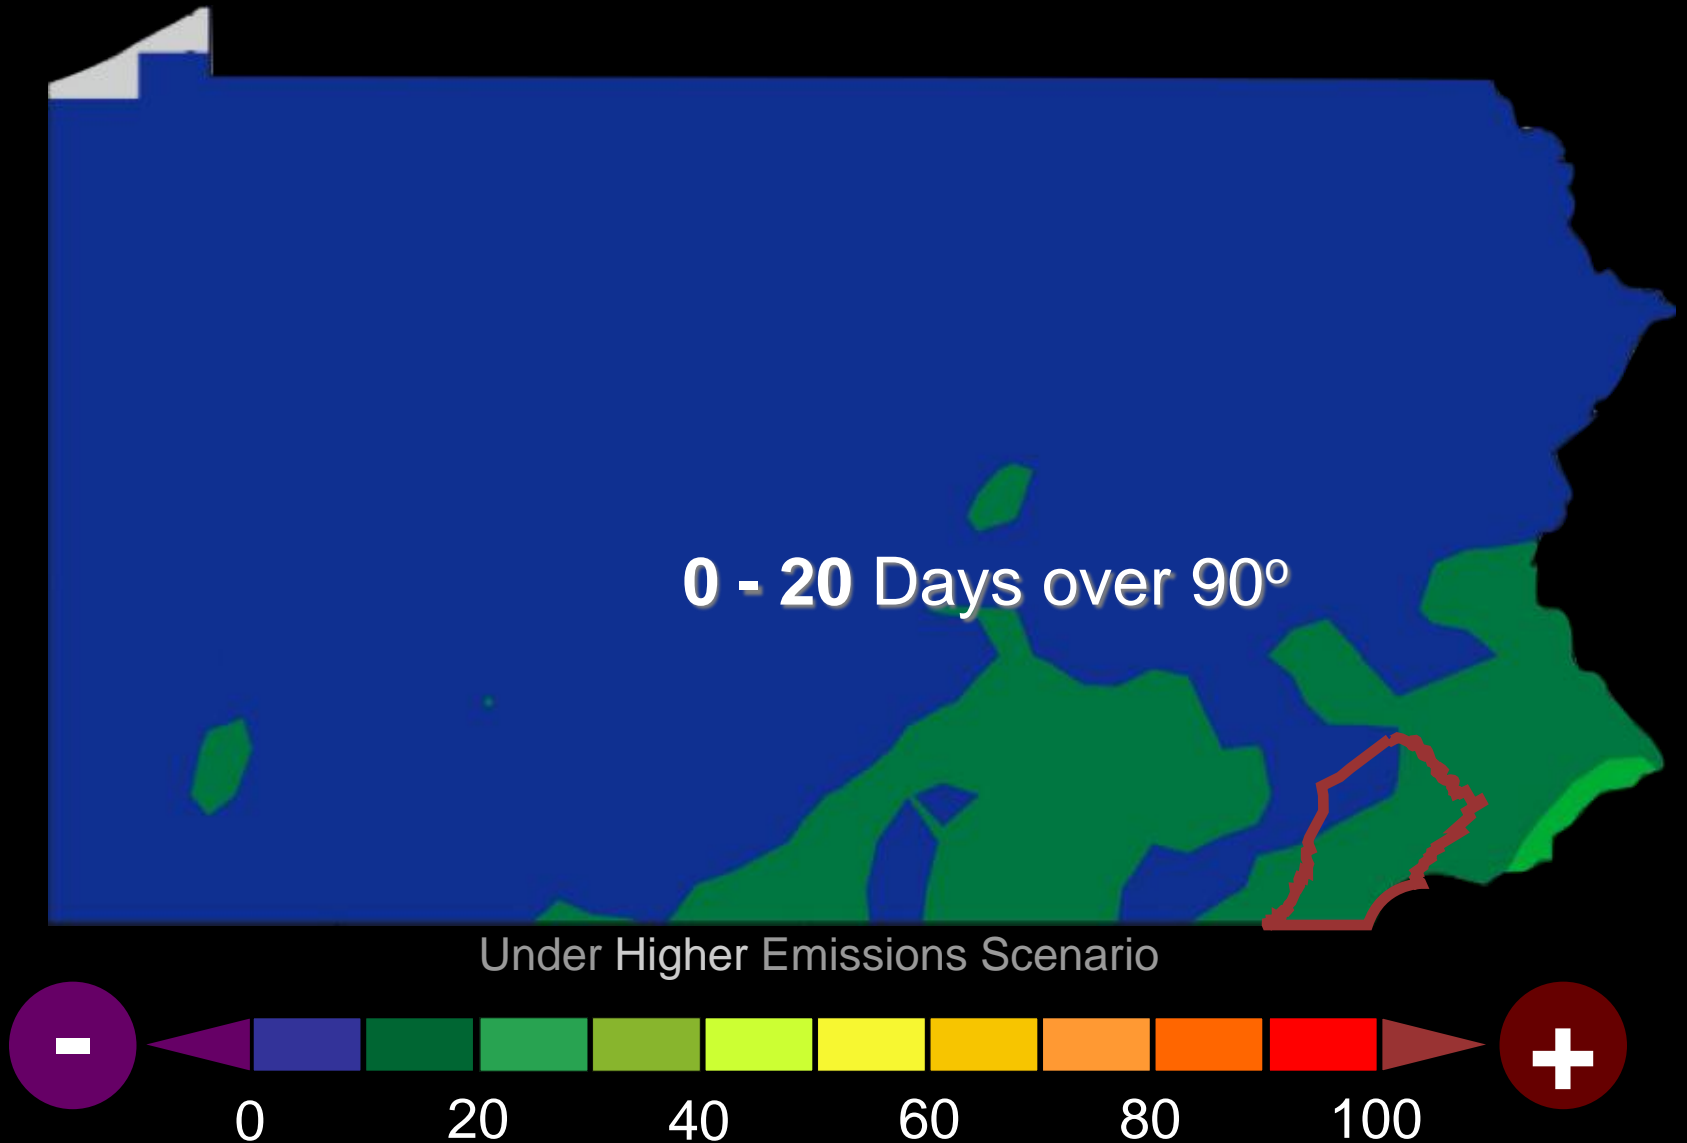 0 - 20 Days over 90º
Under Higher Emissions Scenario
-
+
0 20 40 60 80 100